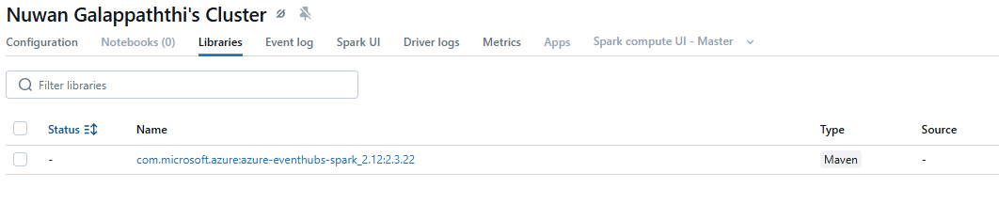 Nuwan Galappaththi's Cluster
Configuration Notebooks (0) Libraries Event log Spark UI Driver logs Metrics Apps Spark compute UI - Master
Filter libraries
Status Name Type Source
- com.microsoft.azure:azure-eventhubs-spark_2.12:2.3.22 Maven -